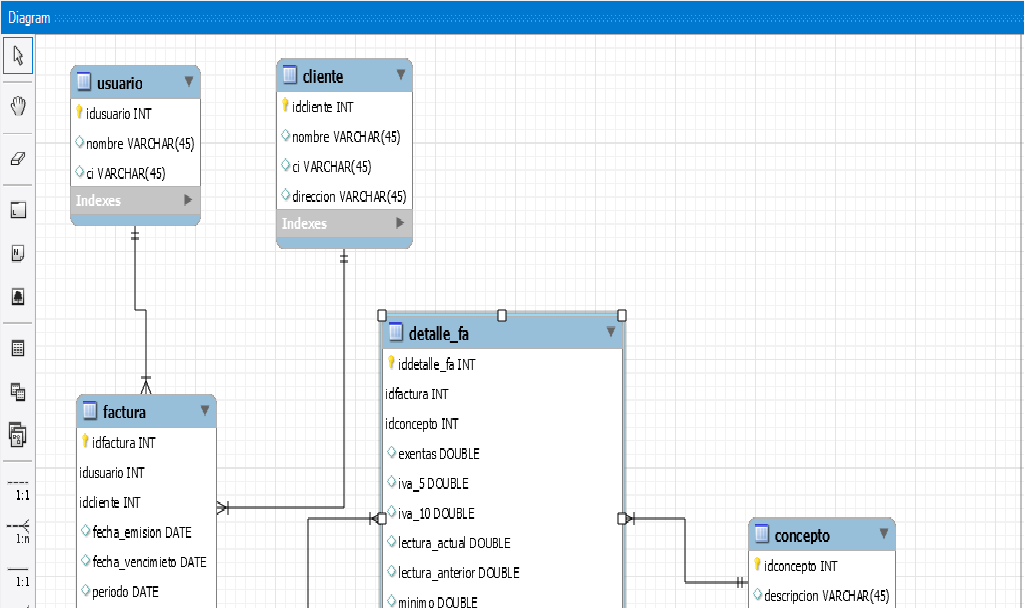 Diagram
usuario
idusuario INT
nombre VARCHAR(45)
ci VARCHAR(45)
Indexes
cliente
idcliente INT
nombre VARCHAR(45)
ci VARCHAR(45)
direccion VARCHAR(45)
Indexes
detalle_fa
iddetalle_fa INT
idfactura INT
idconcepto INT
exentas DOUBLE
iva_5 DOUBLE
iva_10 DOUBLE
lectura_actual DOUBLE
lectura_anterior DOUBLE
minimo DOUBLE
factura
idfactura INT
idusuario INT
idcliente INT
fecha_emision DATE
fecha_vencimieto DATE
periodo DATE
concepto
idconcepto INT
descripcion VARCHAR(45)
1:1
1:n
1:1